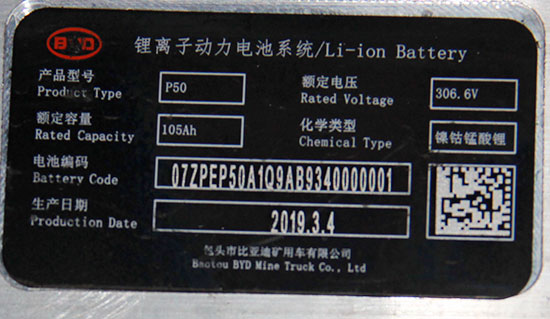 BYD 锂离子动力电池系统/Li-ion Battery
产品型号 P50 额定电压 306.6V
Product Type Rated Voltage
额定容量 105Ah 化学类型 镍钴锰酸锂
Rated Capacity Chemical Type
电池编码 07ZPEP50A1Q9AB9340000001
Battery Code
生产日期 2019.3.4
Production Date
包头市比亚迪矿用车有限公司
Baotou BYD Mine Truck Co., Ltd